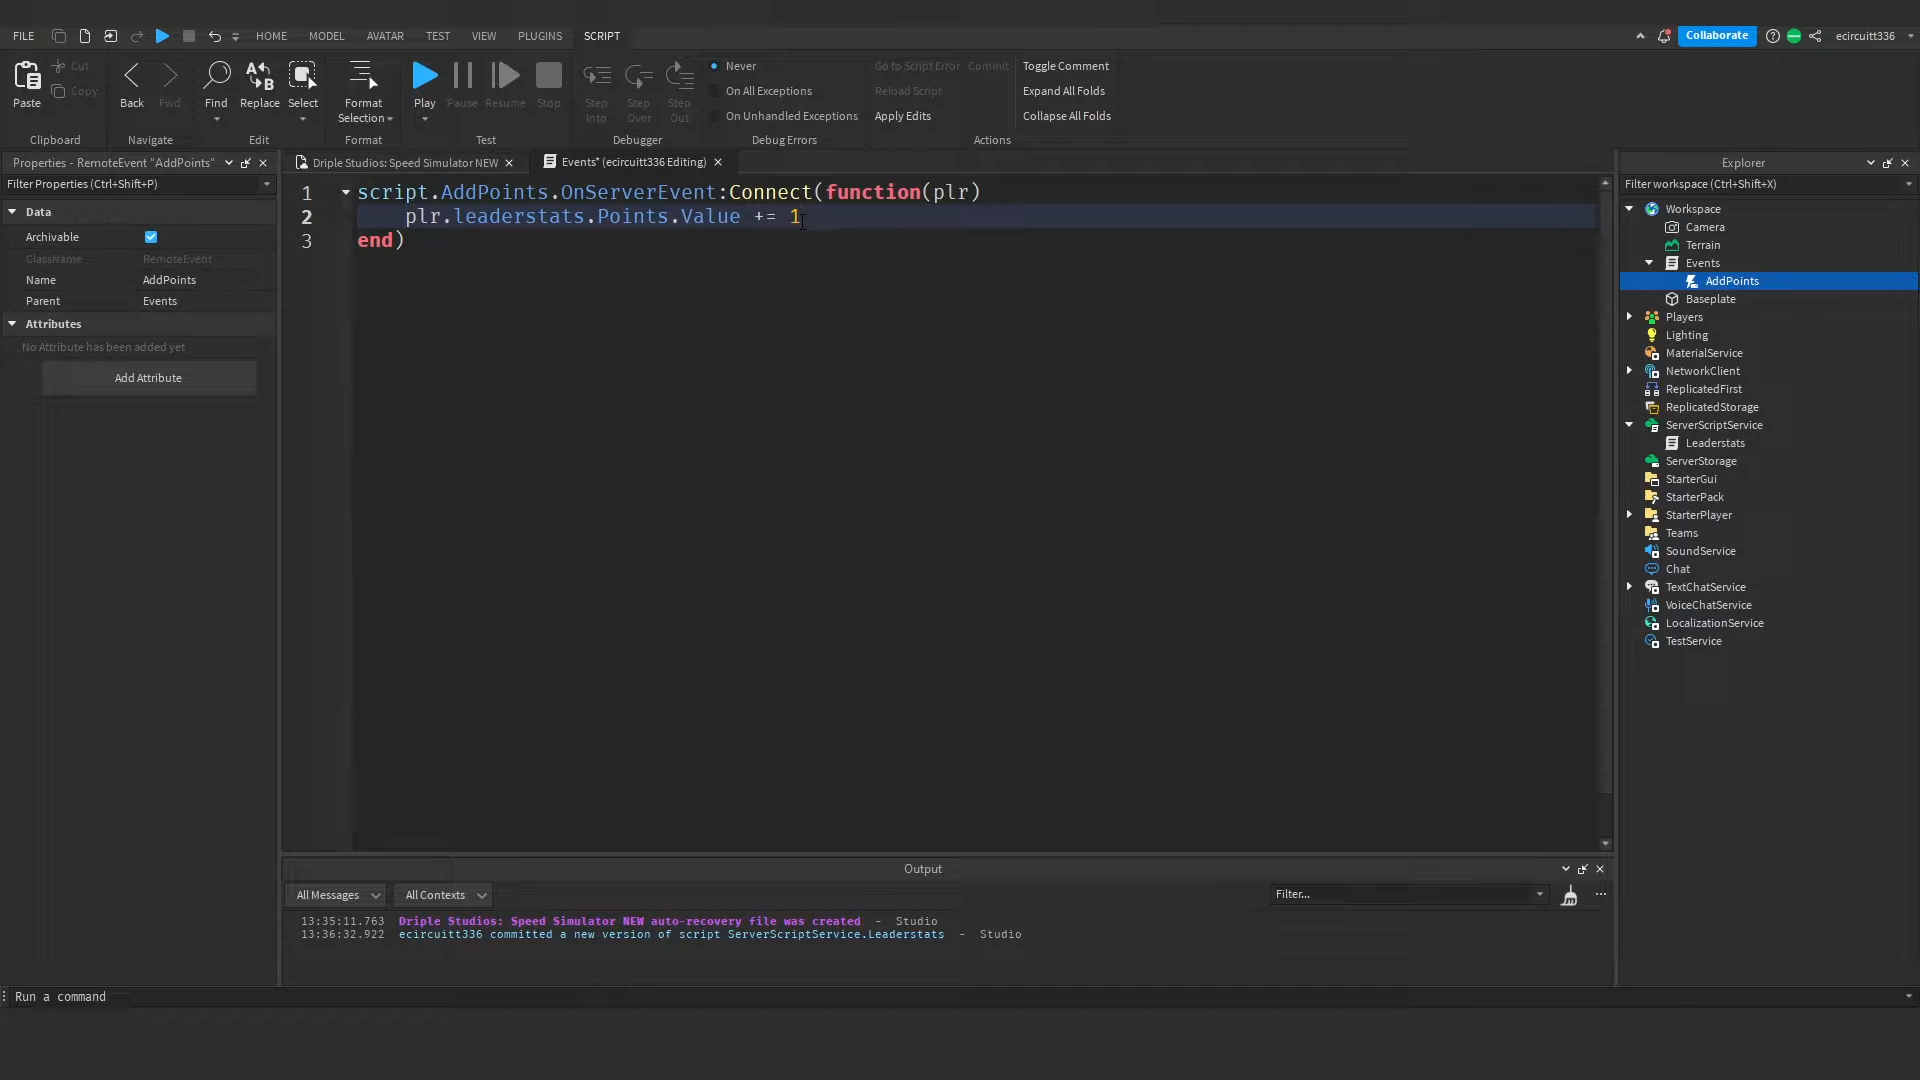 FILE HOME MODEL AVATAR TEST VIEW PLUGINS SCRIPT Collaborate ecircuitt336
Paste Cut Copy Clipboard
Back Fwd Navigate
Find Replace Select Edit
Format Selection Format
Play Pause Resume Stop Test
Step Into Step Over Step Out Debugger
Never
On All Exceptions
On Unhandled Exceptions
Debug Errors
Go to Script Error Commit
Reload Script
Apply Edits
Toggle Comment
Expand All Folds
Collapse All Folds
Actions
Properties - RemoteEvent "AddPoints"
Filter Properties (Ctrl+Shift+P)
Data
Archivable
ClassName RemoteEvent
Name AddPoints
Parent Events
Attributes
No Attribute has been added yet
Add Attribute
Driple Studios: Speed Simulator NEW
Events* (ecircuitt336 Editing)
1 script.AddPoints.OnServerEvent:Connect(function(plr)
2 plr.leaderstats.Points.Value += 1
3 end)
Output
All Messages All Contexts Filter...
13:35:11.763 Driple Studios: Speed Simulator NEW auto-recovery file was created - Studio
13:36:32.922 ecircuitt336 committed a new version of script ServerScriptService.Leaderstats - Studio
Run a command
Explorer
Filter workspace (Ctrl+Shift+X)
Workspace
Camera
Terrain
Events
AddPoints
Baseplate
Players
Lighting
MaterialService
NetworkClient
ReplicatedFirst
ReplicatedStorage
ServerScriptService
Leaderstats
ServerStorage
StarterGui
StarterPack
StarterPlayer
Teams
SoundService
Chat
TextChatService
VoiceChatService
LocalizationService
TestService